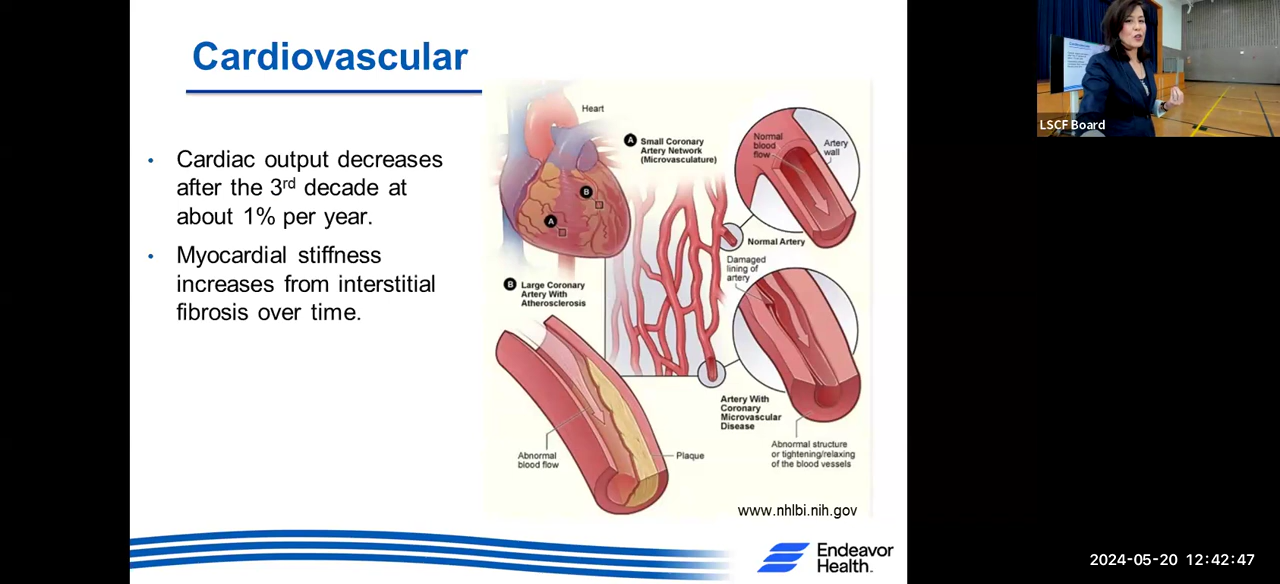 Cardiovascular
• Cardiac output decreases
after the 3rd decade at
about 1% per year.
• Myocardial stiffness
increases from interstitial
fibrosis over time.
Heart
A Small Coronary
Artery Network
(Microvasculature)
Normal
blood
flow
Artery
wall
B
A
Normal Artery
Damaged
lining of
artery
B Large Coronary
Artery With
Atherosclerosis
Artery With
Coronary
Microvascular
Disease
Abnormal
blood flow
Plaque
Abnormal structure
or tightening/relaxing
of the blood vessels
www.nhlbi.nih.gov
Endeavor
Health™
LSCF Board
2024-05-20 12:42:47